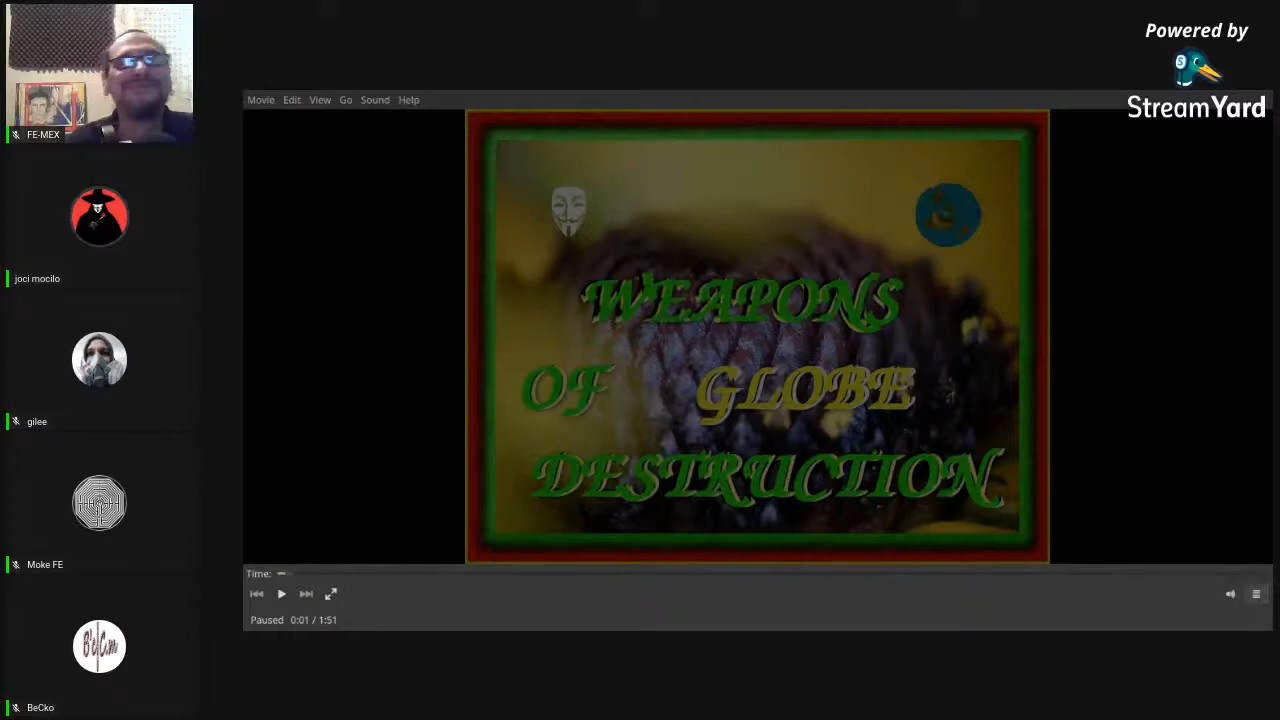 Powered by
StreamYard
Movie Edit View Go Sound Help
FE-MEX
joci mocilo
gilee
Moke FE
BeCko
WEAPONS
OF GLOBE
DESTRUCTION
Time:
Paused 0:01 / 1:51